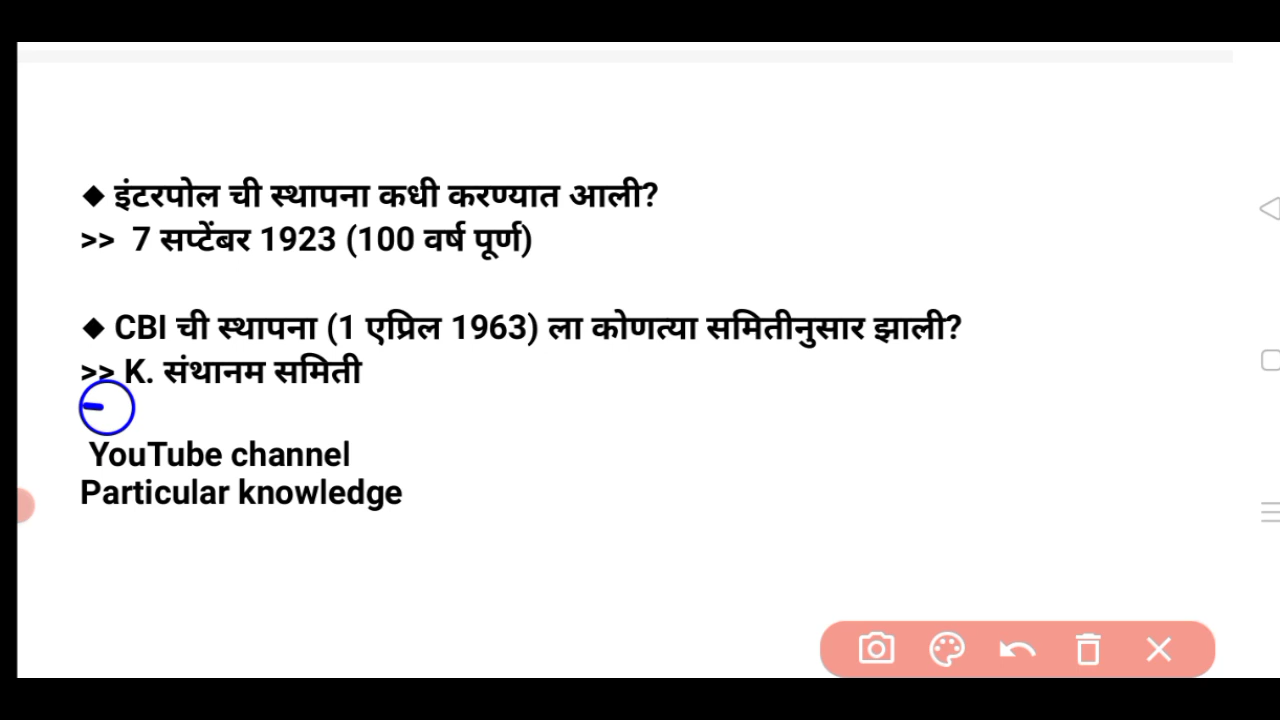 ◆ इंटरपोल ची स्थापना कधी करण्यात आली?
>> 7 सप्टेंबर 1923 (100 वर्ष पूर्ण)
◆ CBI ची स्थापना (1 एप्रिल 1963) ला कोणत्या समितीनुसार झाली?
>> K. संथानम समिती
YouTube channel
Particular knowledge